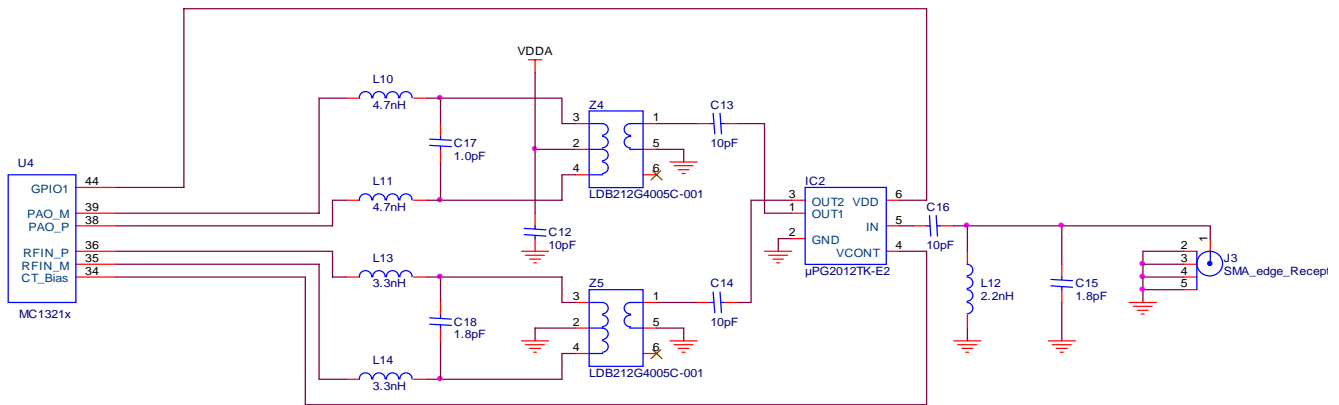 VDDA
L10
4.7nH
C17
1.0pF
Z4
3
2
4
1
5
6
LDB212G4005C-001
C13
10pF
U4
GPIO1
44
PAO_M
39
PAO_P
38
RFIN_P
36
RFIN_M
35
CT_Bias
34
MC1321x
L11
4.7nH
C12
10pF
IC2
3
OUT2
VDD
6
1
OUT1
IN
5
2
GND
VCONT
4
µPG2012TK-E2
C16
10pF
L12
2.2nH
C15
1.8pF
1
2
3
4
5
J3
SMA_edge_Recept
L13
3.3nH
C18
1.8pF
Z5
3
2
4
1
5
6
LDB212G4005C-001
C14
10pF
L14
3.3nH